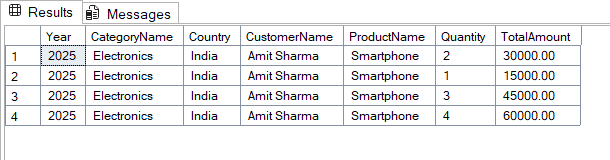 Results Messages
Year CategoryName Country CustomerName ProductName Quantity TotalAmount
1 2025 Electronics India Amit Sharma Smartphone 2 30000.00
2 2025 Electronics India Amit Sharma Smartphone 1 15000.00
3 2025 Electronics India Amit Sharma Smartphone 3 45000.00
4 2025 Electronics India Amit Sharma Smartphone 4 60000.00